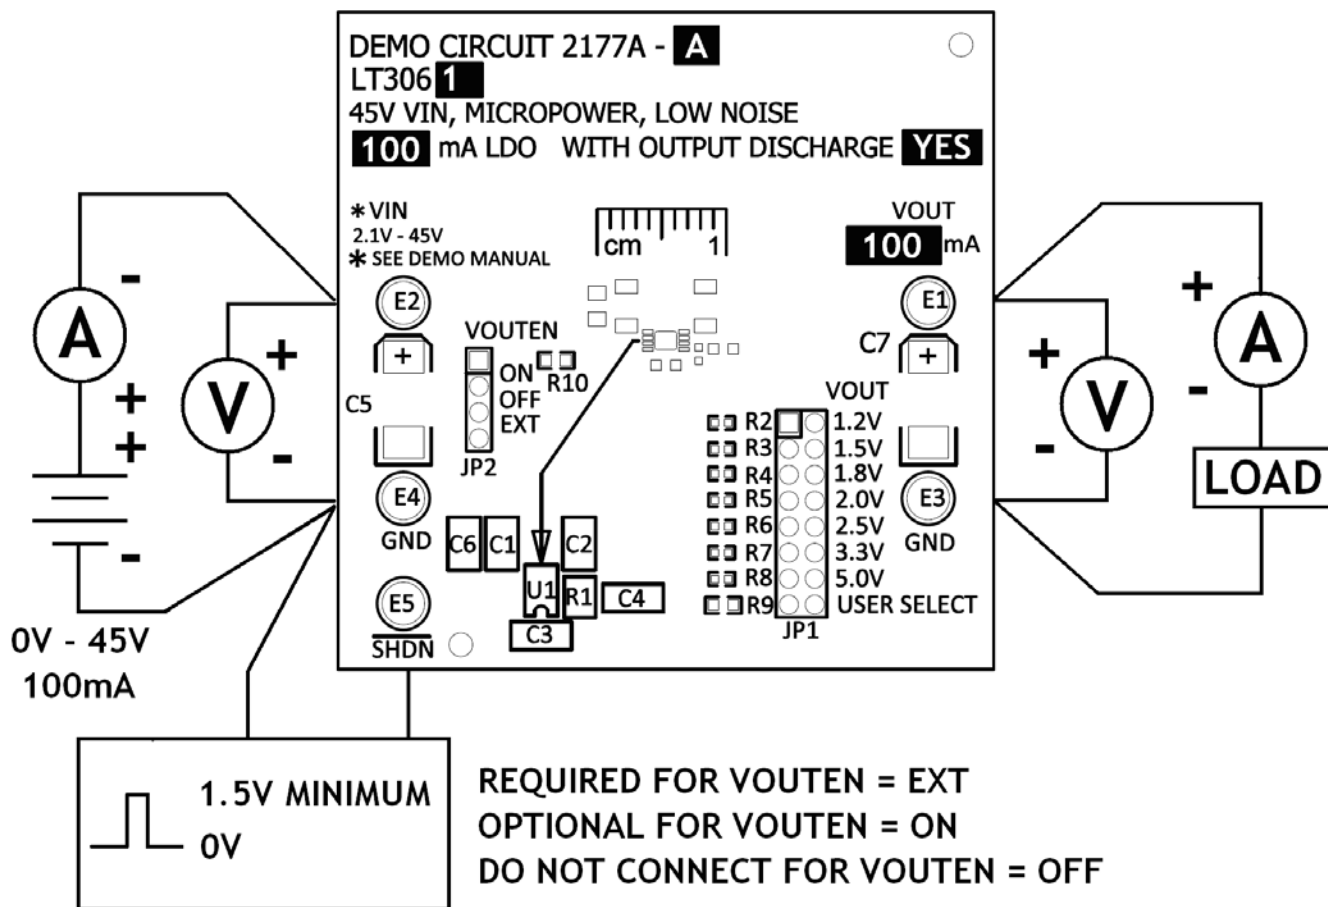 DEMO CIRCUIT 2177A - A
LT306 1
45V VIN, MICROPOWER, LOW NOISE
100 mA LDO WITH OUTPUT DISCHARGE YES
* VIN
2.1V - 45V
* SEE DEMO MANUAL
cm 1
VOUT
100 mA
E2
E1
A
-
+
V
+
-
+
-
0V - 45V
100mA
+
C5
E4
GND
E5
SHDN
VOUTEN
ON
OFF
EXT
JP2
R10
C6
C1
C2
U1
R1
C4
C3
C7
+
VOUT
R2 1.2V
R3 1.5V
R4 1.8V
R5 2.0V
R6 2.5V
R7 3.3V
R8 5.0V
R9 USER SELECT
JP1
E3
GND
+
V
-
+
A
-
LOAD
1.5V MINIMUM
0V
REQUIRED FOR VOUTEN = EXT
OPTIONAL FOR VOUTEN = ON
DO NOT CONNECT FOR VOUTEN = OFF